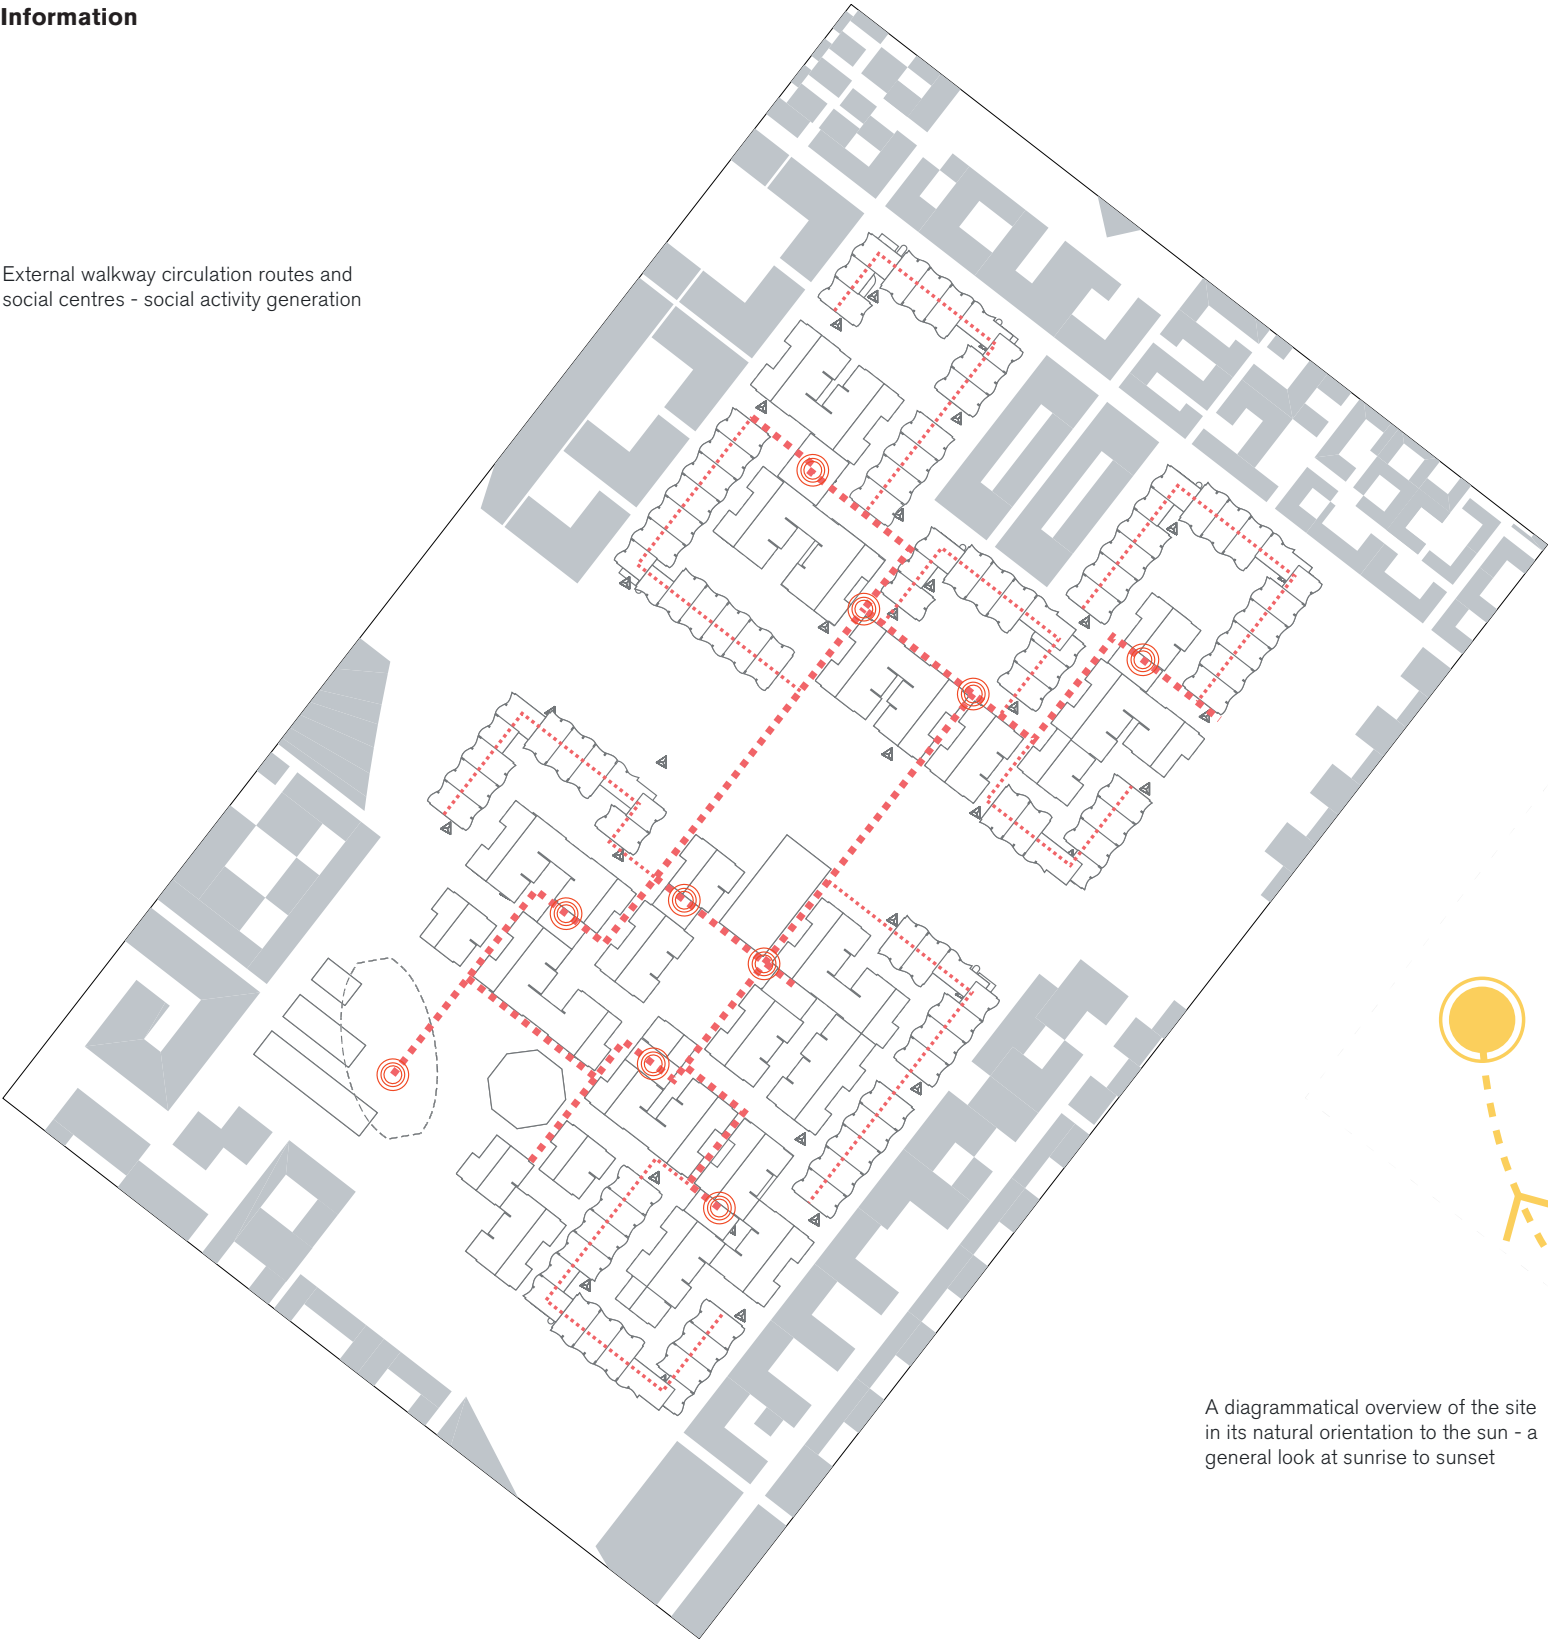 Information
External walkway circulation routes and
social centres - social activity generation
A diagrammatical overview of the site
in its natural orientation to the sun - a
general look at sunrise to sunset